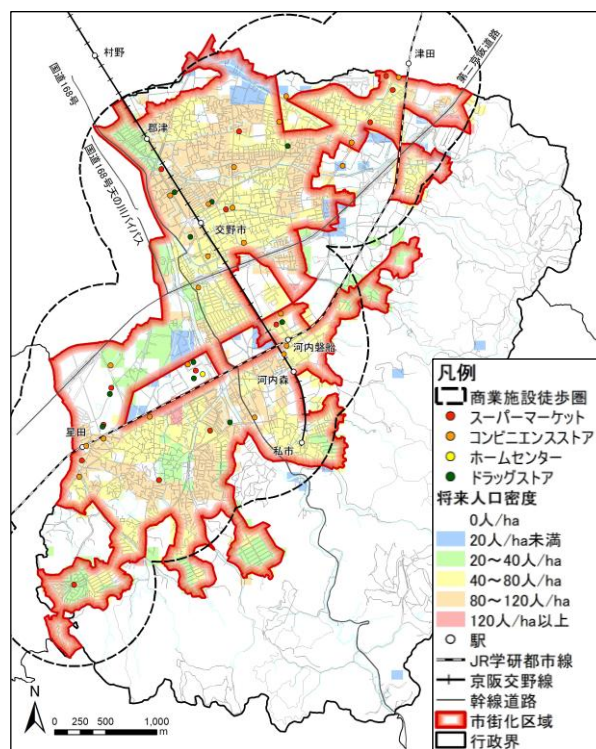 村野
津田
第二京阪道路
国道168号
郡津
国道168号天の川バイパス
交野市
河内磐船
河内森
星田
私市
凡例
商業施設徒歩圏
スーパーマーケット
コンビニエンスストア
ホームセンター
ドラッグストア
将来人口密度
0人/ha
20人/ha未満
20～40人/ha
40～80人/ha
80～120人/ha
120人/ha以上
駅
JR学研都市線
京阪交野線
幹線道路
市街化区域
行政界
N
0 250 500 1,000
m